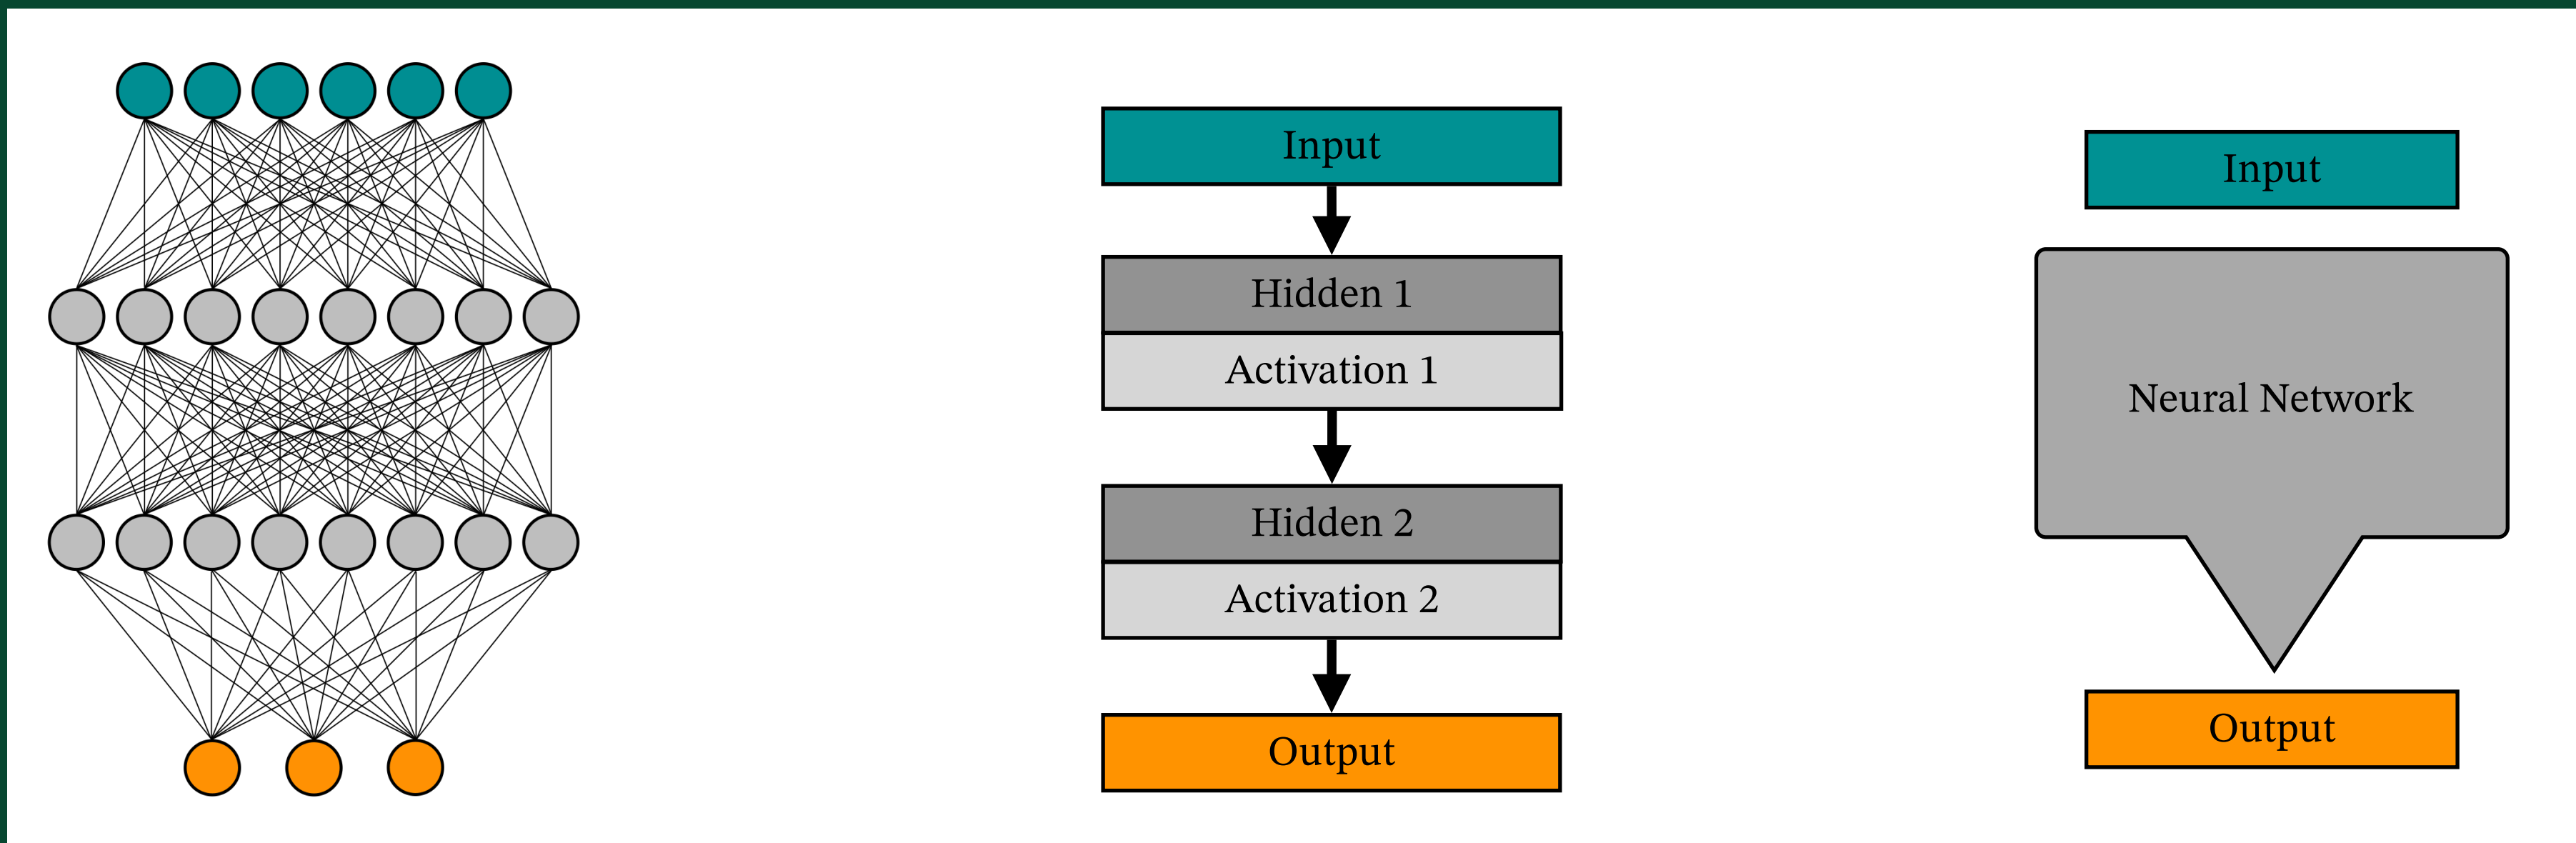 Input
Hidden 1
Activation 1
Hidden 2
Activation 2
Output
Input
Neural Network
Output